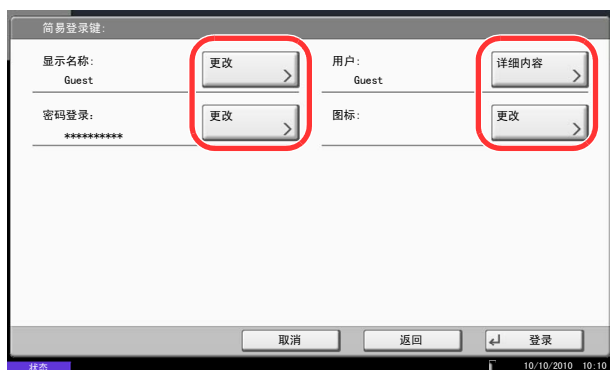 简易登录键:
显示名称: 更改 用户: 详细内容
Guest Guest
密码登录: 更改 图标: 更改
**********
取消 返回 登录
状态 10/10/2010 10:10